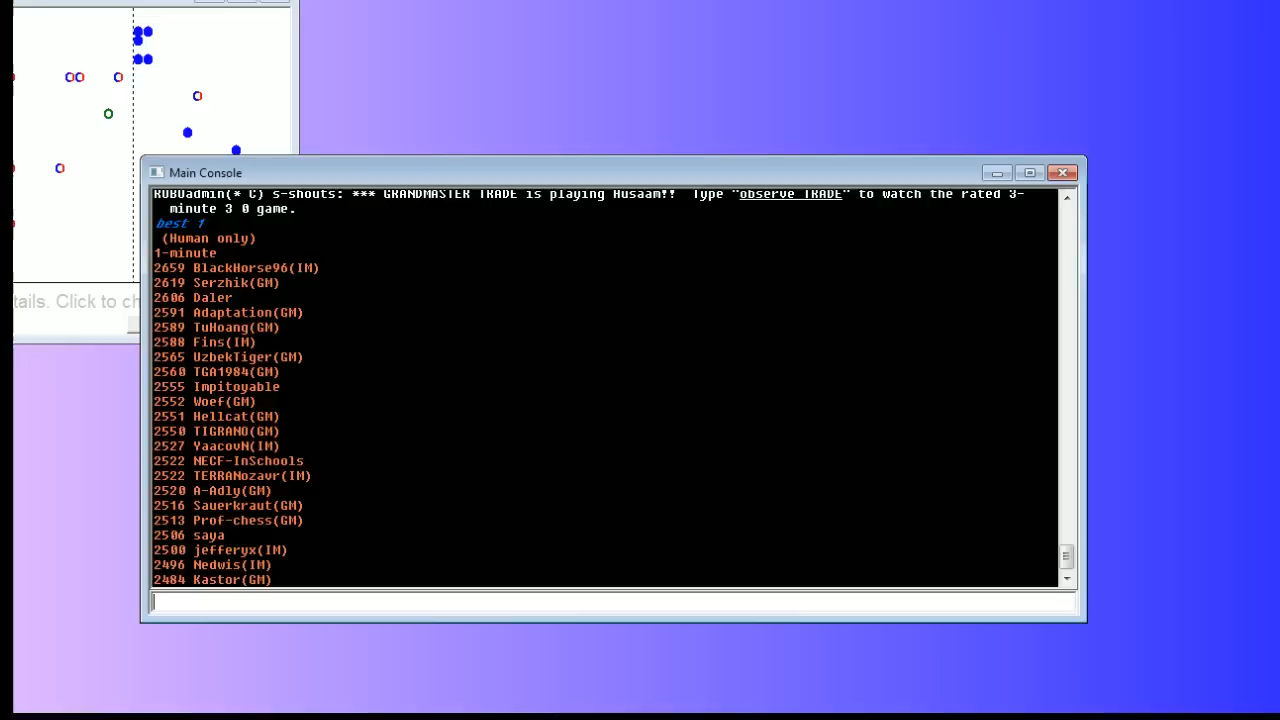 Main Console
ROBOadmin(* C) s-shouts: *** GRANDMASTER TRADE is playing Husaam!! Type "observe TRADE" to watch the rated 3-
minute 3 0 game.
best 1
(Human only)
1-minute
2659 BlackHorse96(IM)
2619 Serzhik(GM)
2606 Daler
2591 Adaptation(GM)
2589 TuHoang(GM)
2588 Fins(IM)
2565 UzbekTiger(GM)
2560 TGA1984(GM)
2555 Impitoyable
2552 Woef(GM)
2551 Hellcat(GM)
2550 TIGRANO(GM)
2527 YaacovN(IM)
2522 NECF-InSchools
2522 TERRANozavr(IM)
2520 A-Adly(GM)
2516 Sauerkraut(GM)
2513 Prof-chess(GM)
2506 saya
2500 jefferyx(IM)
2496 Nedwis(IM)
2484 Kastor(GM)
tails. Click to ch